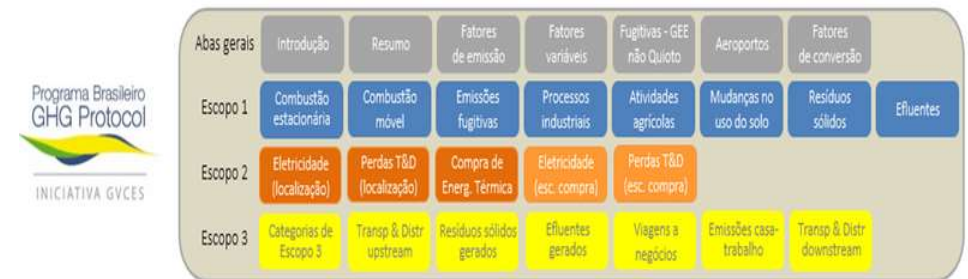 Programa Brasileiro
GHG Protocol
INICIATIVA GVCES
Abas gerais
Introdução
Resumo
Fatores
de emissão
Fatores
variáveis
Fugitivas - GEE
não Quioto
Aeroportos
Fatores
de conversão
Escopo 1
Combustão
estacionária
Combustão
móvel
Emissões
fugitivas
Processos
industriais
Atividades
agrícolas
Mudanças no
uso do solo
Resíduos
sólidos
Efluentes
Escopo 2
Eletricidade
(localização)
Perdas T&D
(localização)
Compra de
Energ. Térmica
Eletricidade
(esc. compra)
Perdas T&D
(esc. compra)
Escopo 3
Categorias de
Escopo 3
Transp & Distr
upstream
Resíduos sólidos
gerados
Efluentes
gerados
Viagens a
negócios
Emissões casa-
trabalho
Transp & Distr
downstream